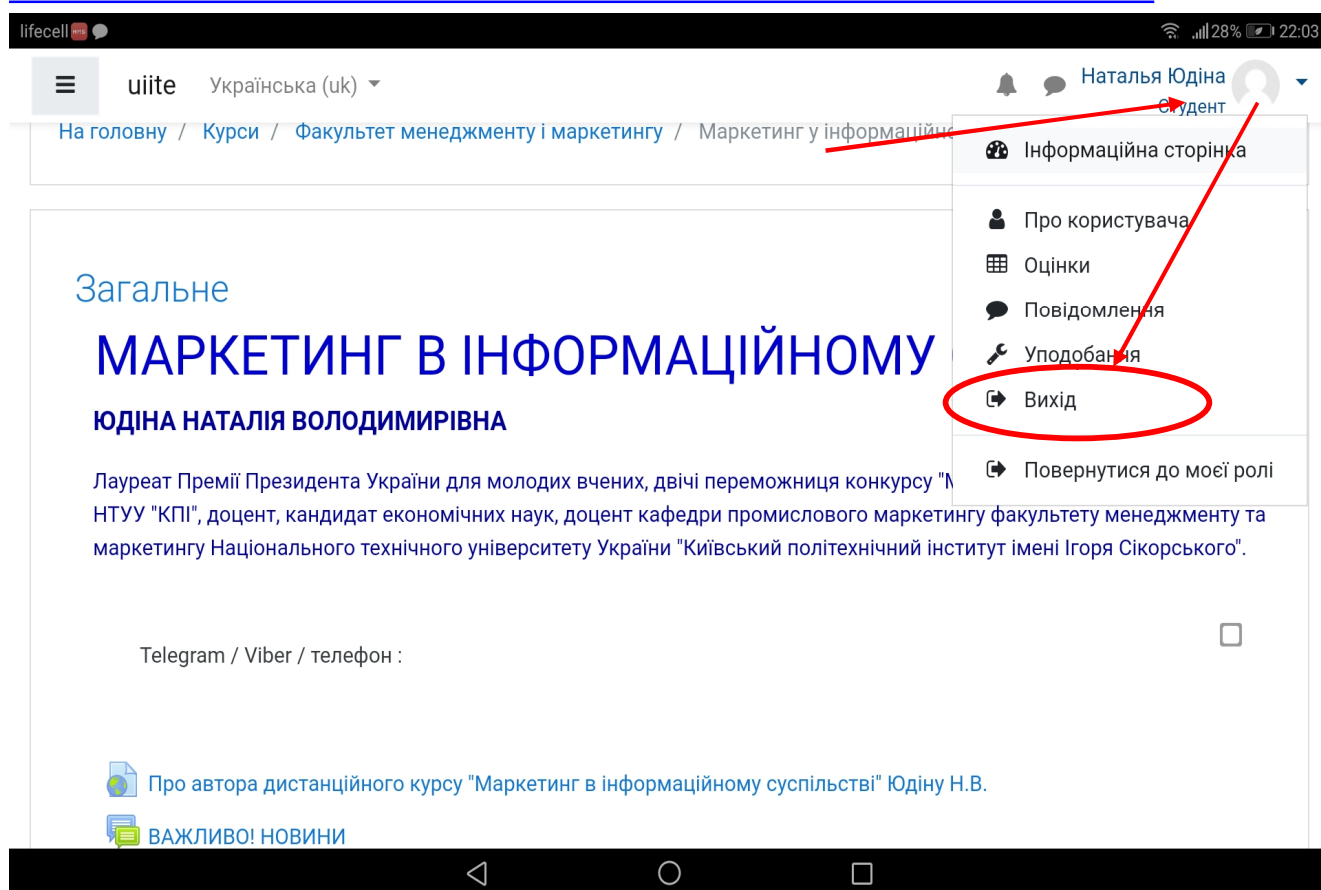 lifecell
28% 22:03
uiite Українська (uk) Наталья Юдіна
Студент
На головну / Курси / Факультет менеджменту і маркетингу / Маркетинг у інформаційно
Інформаційна сторінка
Про користувача
Оцінки
Повідомлення
Уподобання
Вихід
Повернутися до моєї ролі
Загальне
МАРКЕТИНГ В ІНФОРМАЦІЙНОМУ
ЮДІНА НАТАЛІЯ ВОЛОДИМИРІВНА
Лауреат Премії Президента України для молодих вчених, двічі переможниця конкурсу
НТУУ "КПІ", доцент, кандидат економічних наук, доцент кафедри промислового маркетингу факультету менеджменту та
маркетингу Національного технічного університету України "Київський політехнічний інститут імені Ігоря Сікорського".
Telegram / Viber / телефон :
Про автора дистанційного курсу "Маркетинг в інформаційному суспільстві" Юдіну Н.В.
ВАЖЛИВО! НОВИНИ